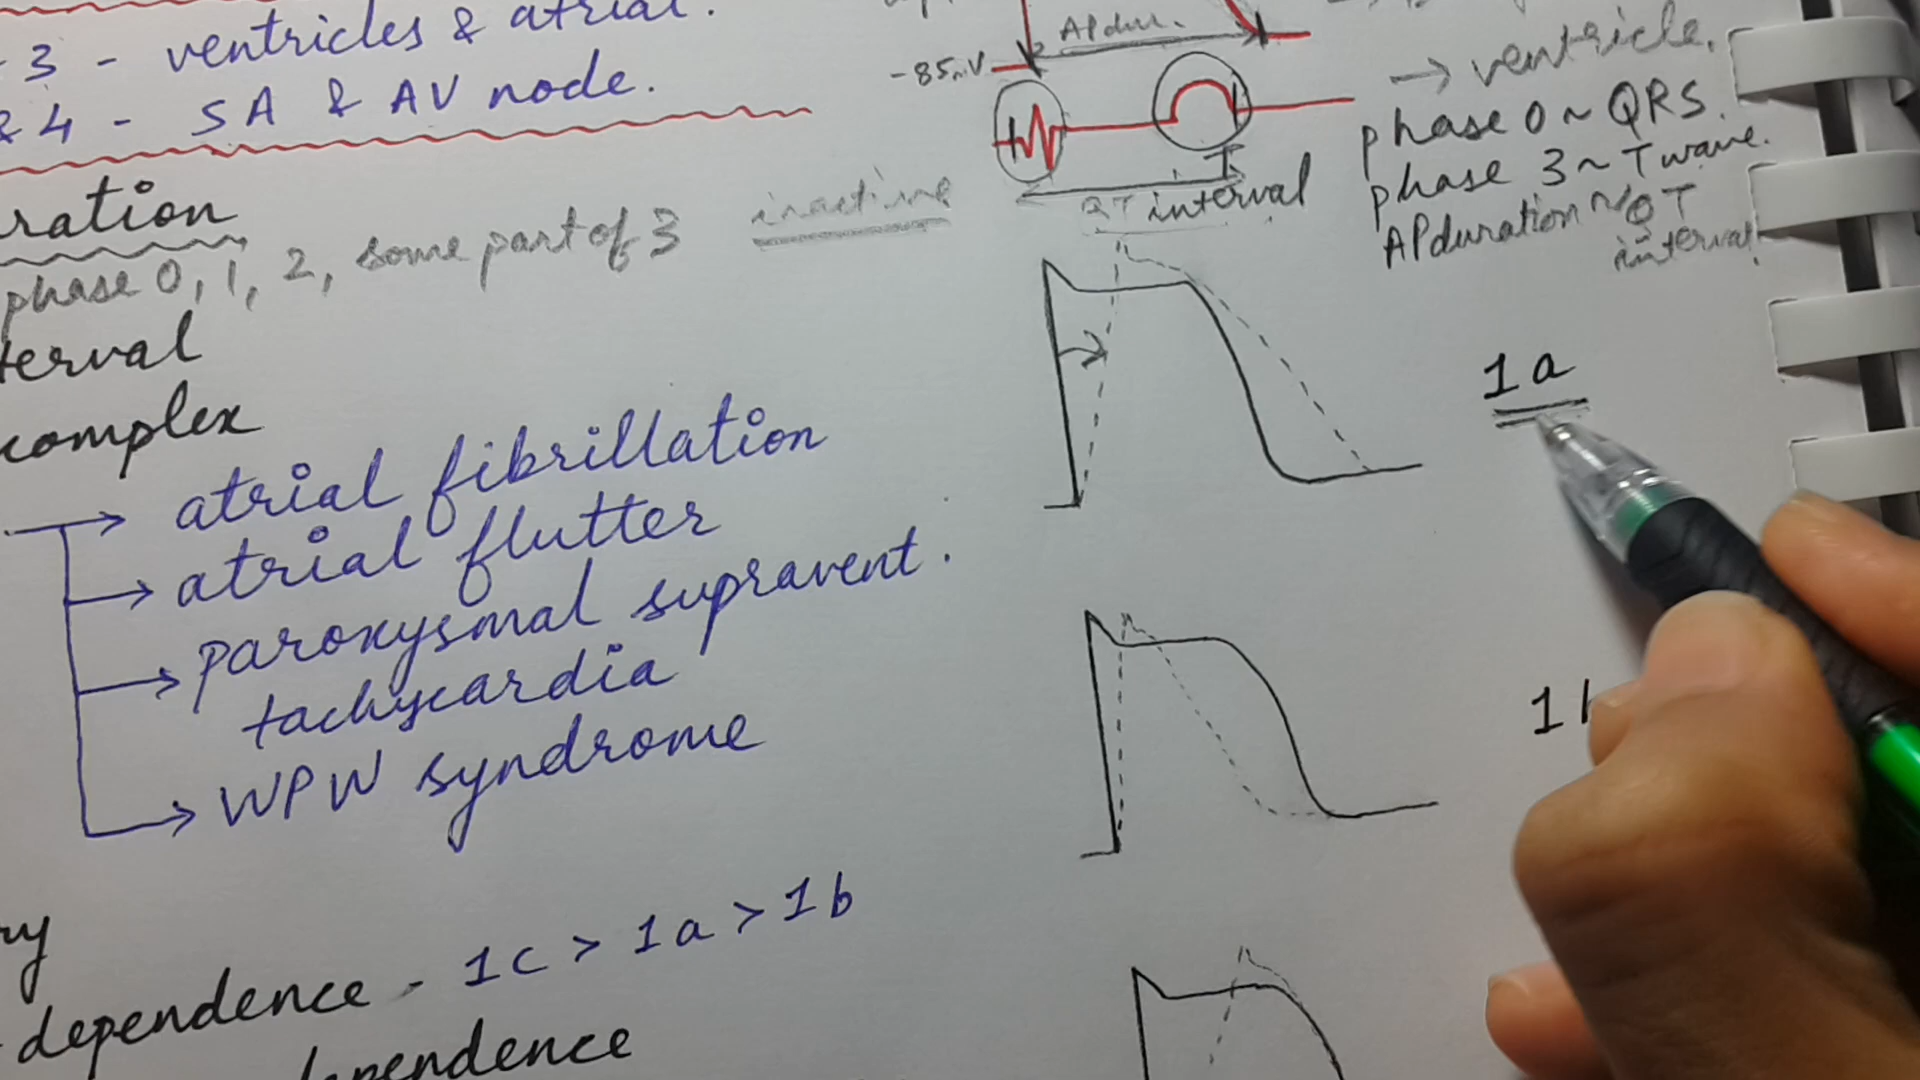 3 - ventricles & atrial.
& 4 - SA & AV node.
ration
phase 0, 1, 2, some part of 3 inactive
terval
complex
atrial fibrillation
atrial flutter
paroxysmal supravent.
tachycardia
WPW syndrome
dependence - 1c > 1a > 1b
dependence
AP dur.
-85mV
QT interval
→ ventricle.
phase 0 ~ QRS.
phase 3 ~ T wave.
AP duration ~ QT
interval
1a